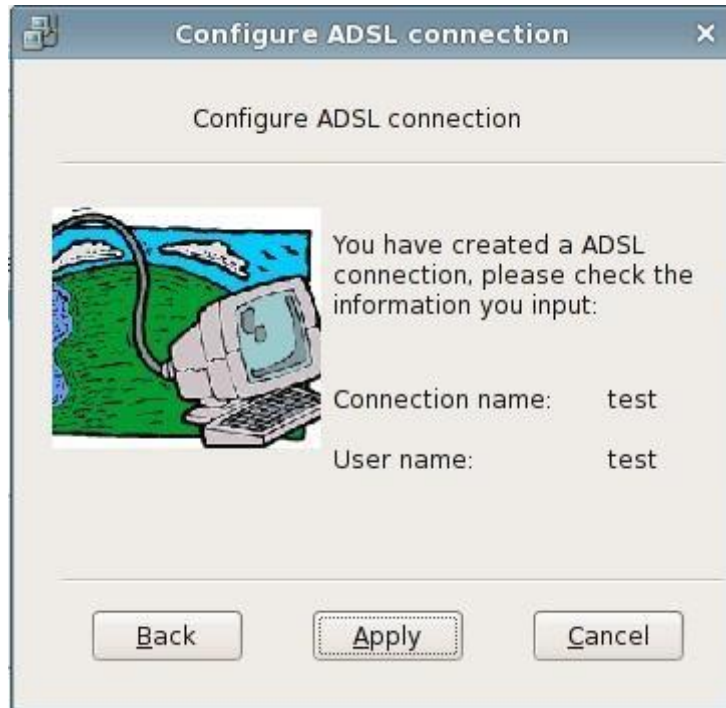 Configure ADSL connection
Configure ADSL connection
You have created a ADSL
connection, please check the
information you input:
Connection name: test
User name: test
Back Apply Cancel